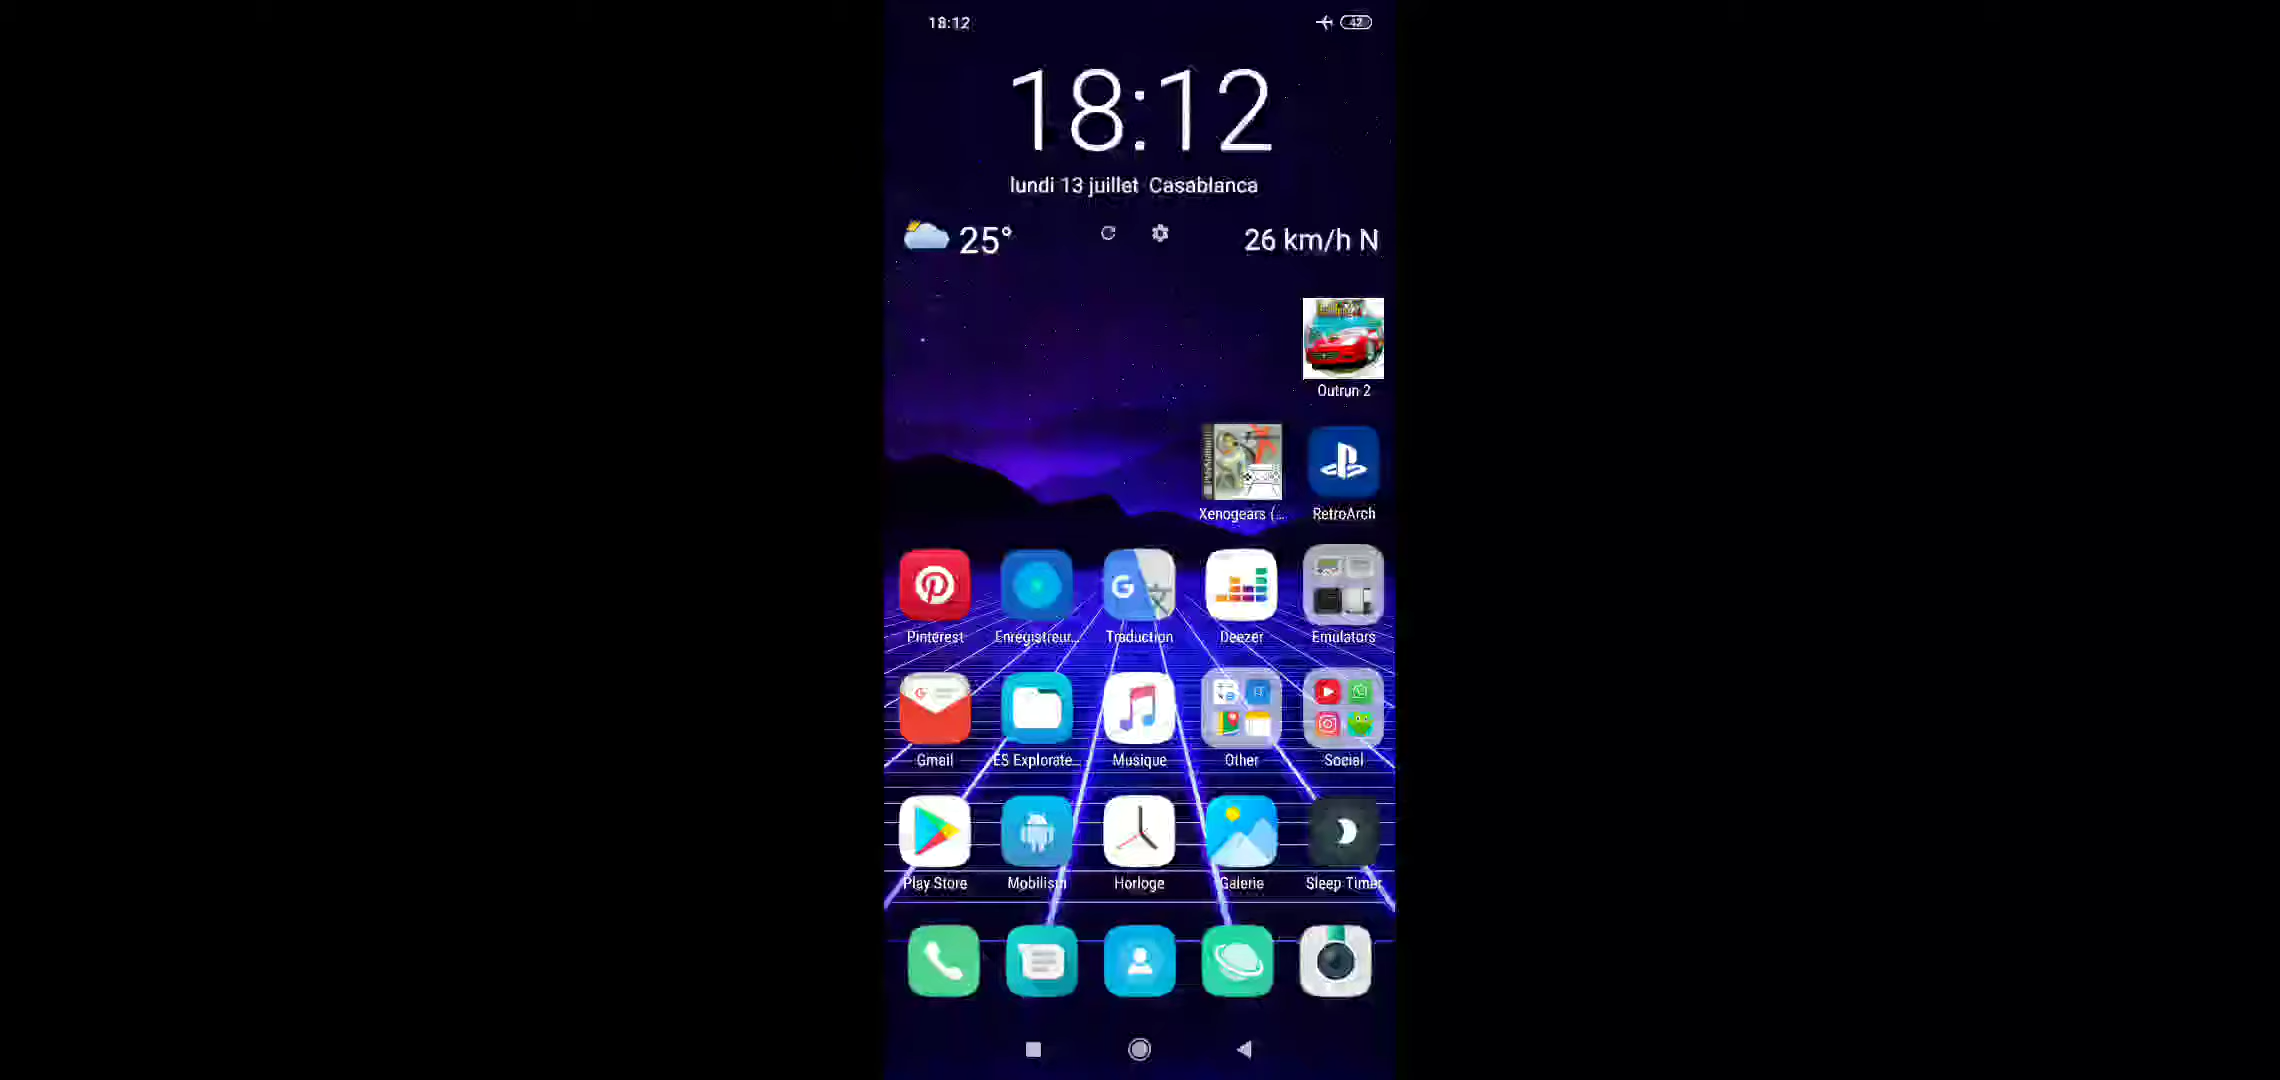 18:12
42
18:12
lundi 13 juillet Casablanca
25° 26 km/h N
Outrun 2
Xenogears (... RetroArch
Pinterest Enregistreur... Traduction Deezer Emulators
Gmail ES Explorate... Musique Other Social
Play Store Mobilism Horloge Galerie Sleep Timer